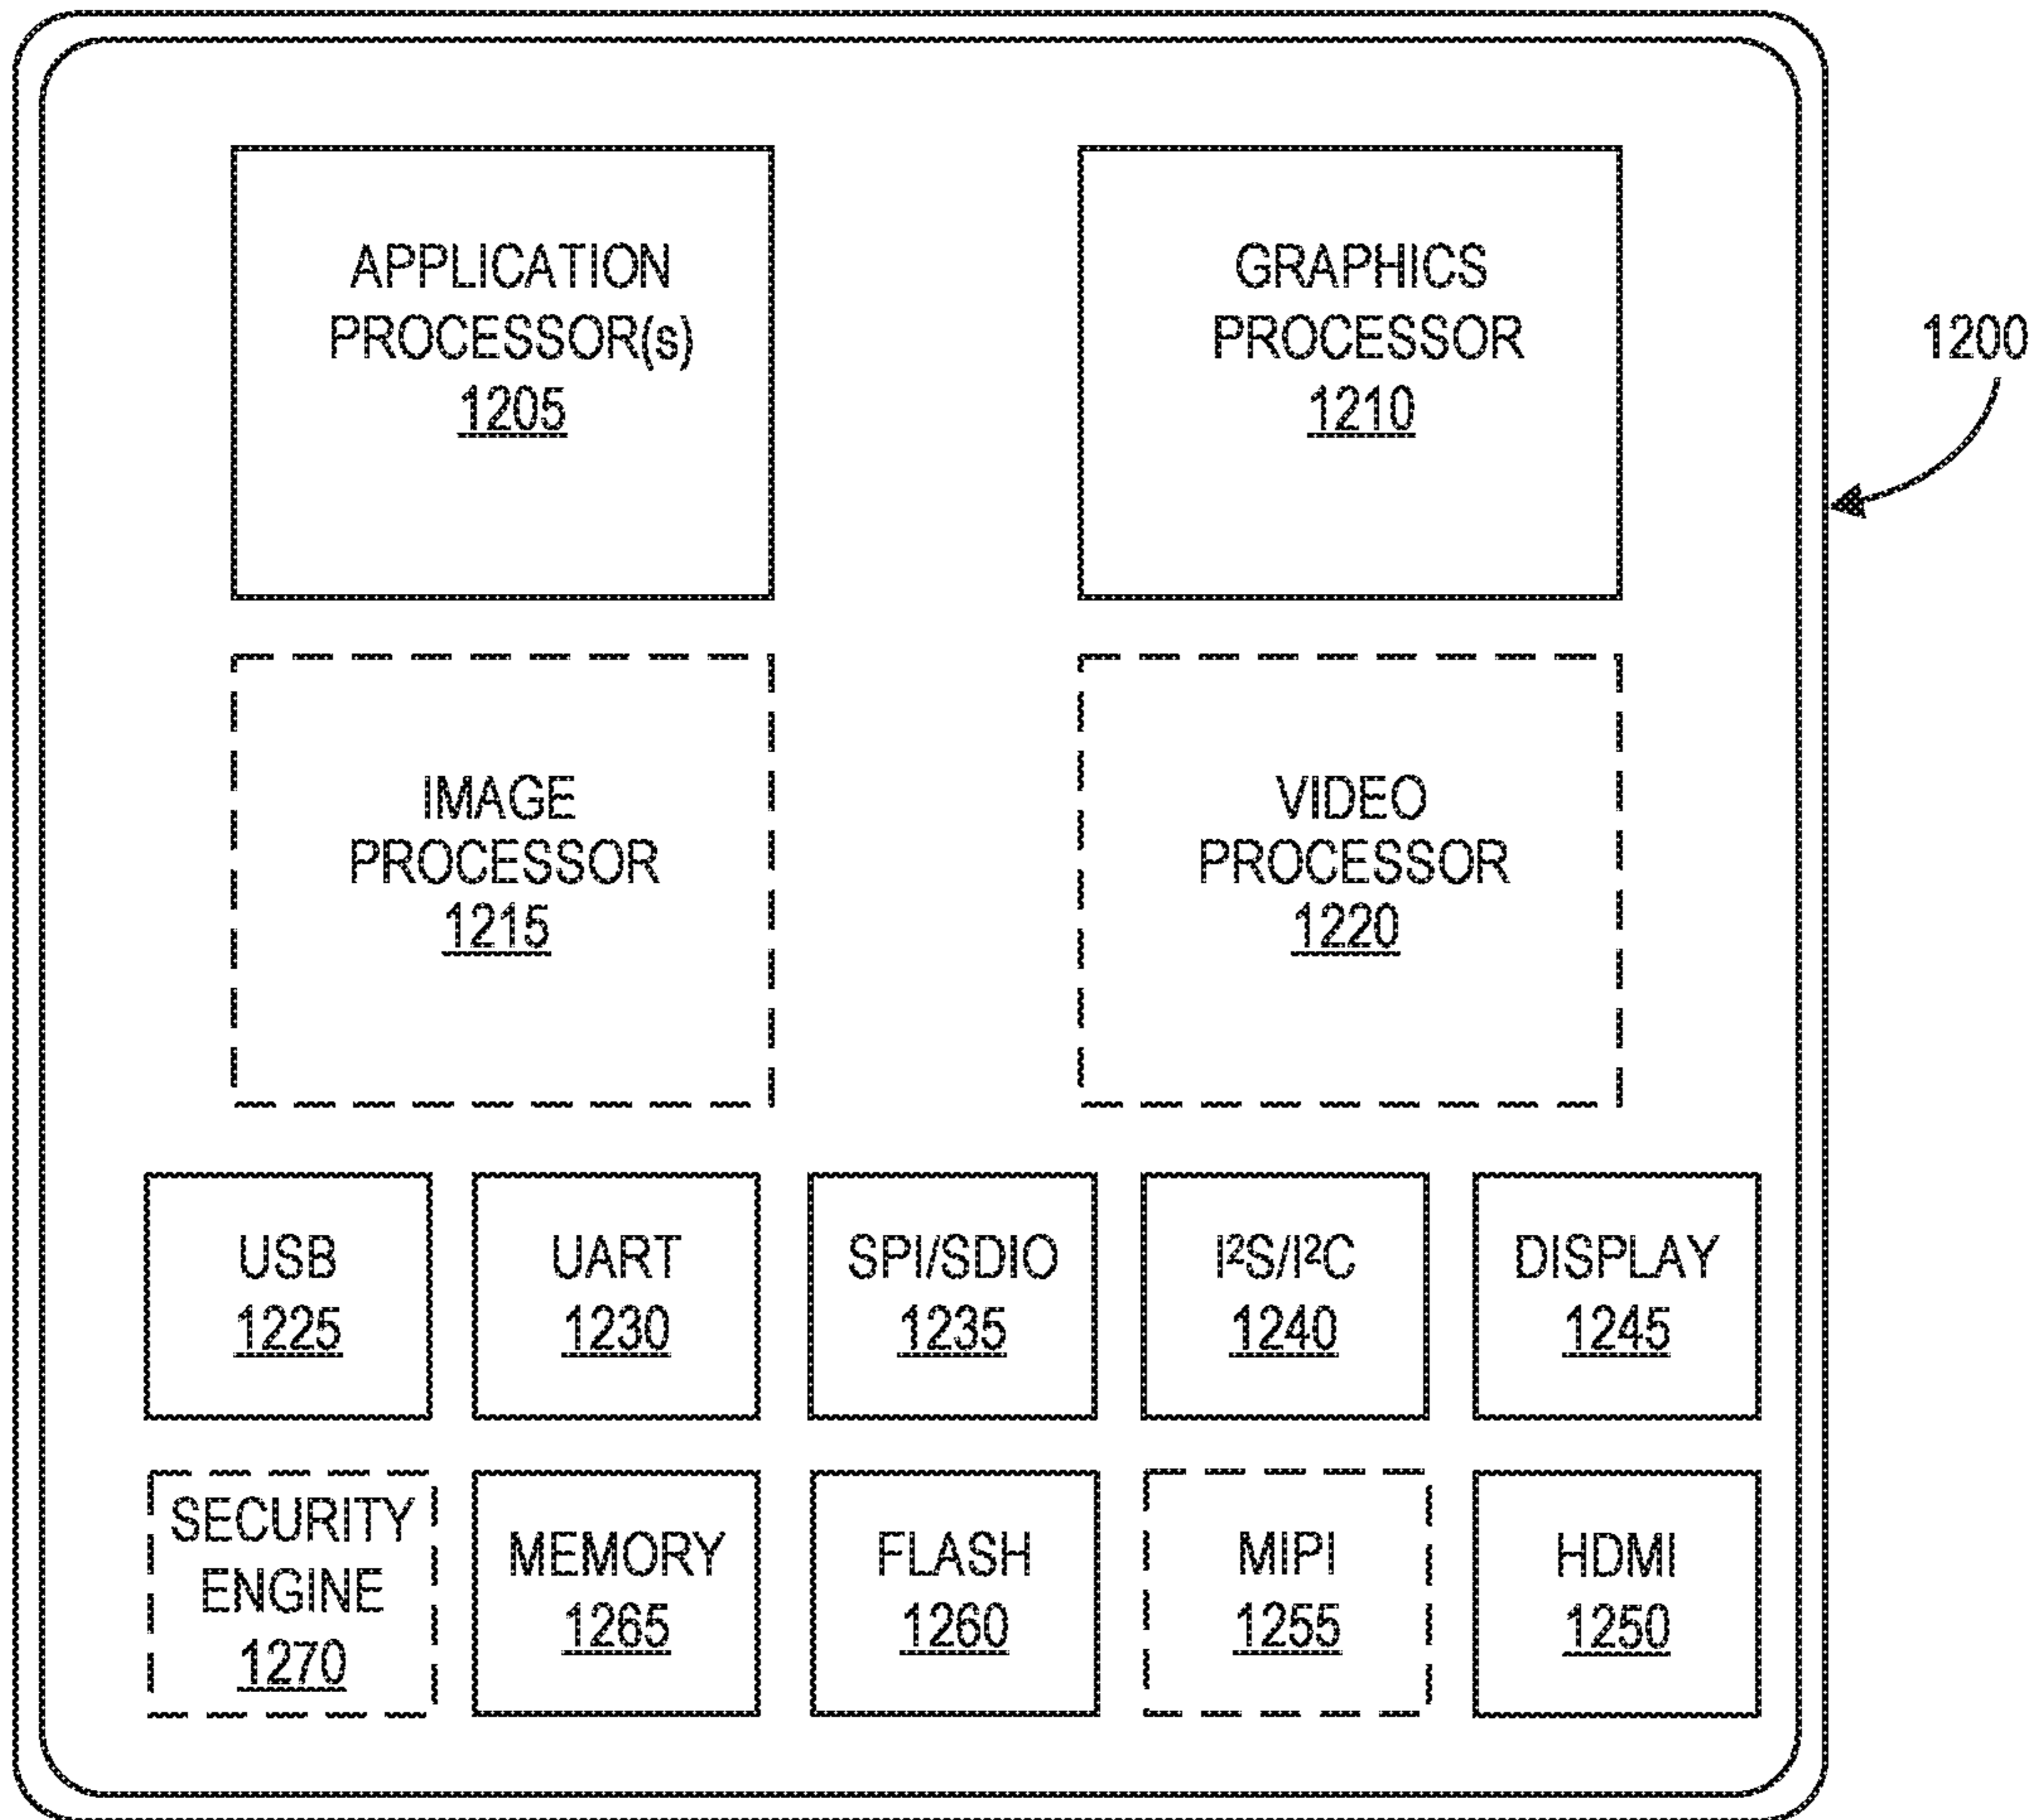 APPLICATION
PROCESSOR(s)
1205
GRAPHICS
PROCESSOR
1210
1200
IMAGE
PROCESSOR
1215
VIDEO
PROCESSOR
1220
USB
1225
UART
1230
SPI/SDIO
1235
I²S/I²C
1240
DISPLAY
1245
SECURITY
ENGINE
1270
MEMORY
1265
FLASH
1260
MIPI
1255
HDMI
1250